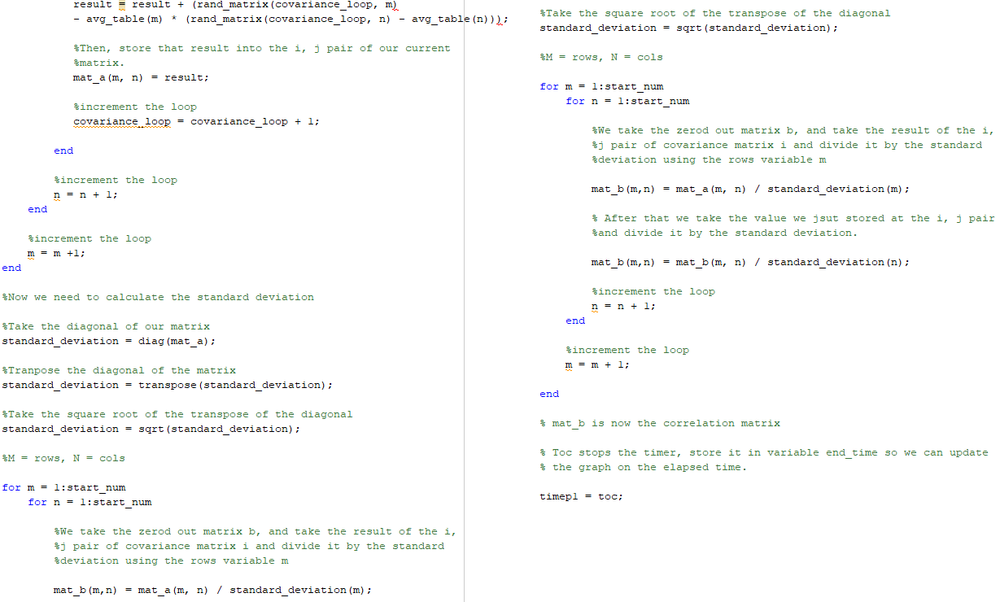 result = result + (rand_matrix(covariance_loop, m)
- avg_table(m) * (rand_matrix(covariance_loop, n) - avg_table(n)));
%Then, store that result into the i, j pair of our current
%matrix.
mat_a(m, n) = result;
%increment the loop
covariance_loop = covariance_loop + 1;
end
%increment the loop
n = n + 1;
end
%increment the loop
m = m +1;
end
%Now we need to calculate the standard deviation
%Take the diagonal of our matrix
standard_deviation = diag(mat_a);
%Tranpose the diagonal of the matrix
standard_deviation = transpose(standard_deviation);
%Take the square root of the transpose of the diagonal
standard_deviation = sqrt(standard_deviation);
%M = rows, N = cols
for m = 1:start_num
for n = 1:start_num
%We take the zerod out matrix b, and take the result of the i,
%j pair of covariance matrix i and divide it by the standard
%deviation using the rows variable m
mat_b(m,n) = mat_a(m, n) / standard_deviation(m);
%Take the square root of the transpose of the diagonal
standard_deviation = sqrt(standard_deviation);
%M = rows, N = cols
for m = 1:start_num
for n = 1:start_num
%We take the zerod out matrix b, and take the result of the i,
%j pair of covariance matrix i and divide it by the standard
%deviation using the rows variable m
mat_b(m,n) = mat_a(m, n) / standard_deviation(m);
% After that we take the value we jsut stored at the i, j pair
%and divide it by the standard deviation.
mat_b(m,n) = mat_b(m, n) / standard_deviation(n);
%increment the loop
n = n + 1;
end
%increment the loop
m = m + 1;
end
% mat_b is now the correlation matrix
% Toc stops the timer, store it in variable end_time so we can update
% the graph on the elapsed time.
timep1 = toc;